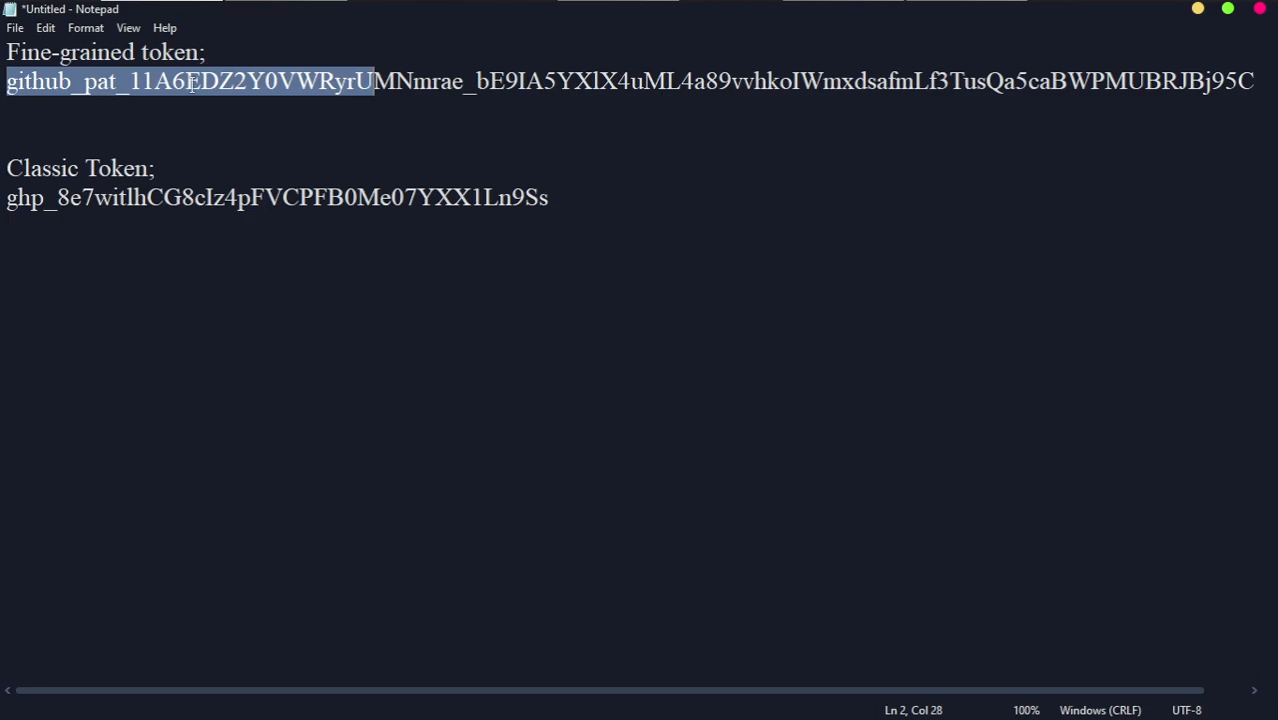 *Untitled - Notepad
File Edit Format View Help
Fine-grained token;
github_pat_11A6EDZ2Y0VWRyrUMNmrae_bE9IA5YXlX4uML4a89vvhkoIWmxdsafmLf3TusQa5caBWPMUBRJBj95C
Classic Token;
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
Ln 2, Col 28 100% Windows (CRLF) UTF-8